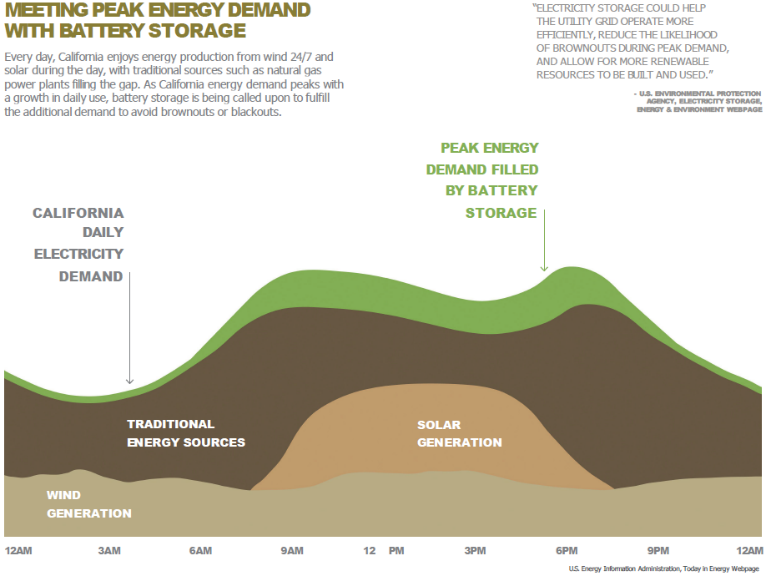 MEETING PEAK ENERGY DEMAND
WITH BATTERY STORAGE
Every day, California enjoys energy production from wind 24/7 and
solar during the day, with traditional sources such as natural gas
power plants filling the gap. As California energy demand peaks with
a growth in daily use, battery storage is being called upon to fulfill
the additional demand to avoid brownouts or blackouts.
"ELECTRICITY STORAGE COULD HELP
THE UTILITY GRID OPERATE MORE
EFFICIENTLY, REDUCE THE LIKELIHOOD
OF BROWNOUTS DURING PEAK DEMAND,
AND ALLOW FOR MORE RENEWABLE
RESOURCES TO BE BUILT AND USED."
- U.S. ENVIRONMENTAL PROTECTION
AGENCY, ELECTRICITY STORAGE,
ENERGY & ENVIRONMENT WEBPAGE
PEAK ENERGY
DEMAND FILLED
BY BATTERY
STORAGE
CALIFORNIA
DAILY
ELECTRICITY
DEMAND
TRADITIONAL
ENERGY SOURCES
SOLAR
GENERATION
WIND
GENERATION
12AM 3AM 6AM 9AM 12 PM 3PM 6PM 9PM 12AM
U.S. Energy Information Administration, Today in Energy Webpage